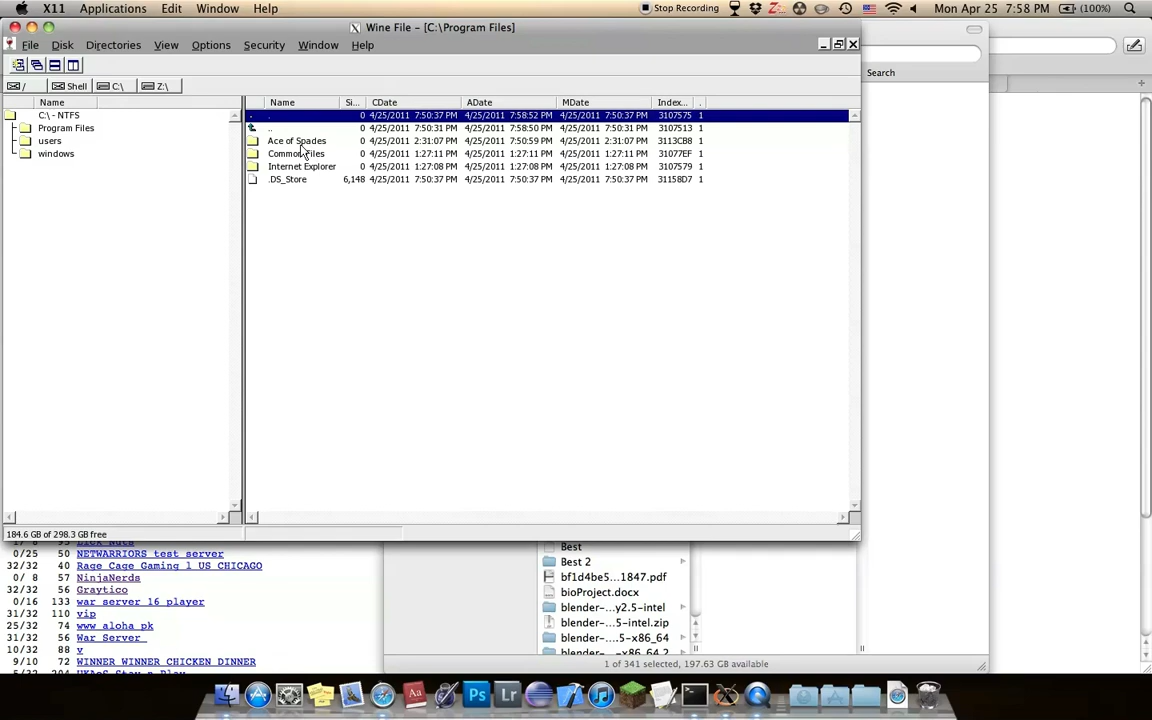 X11 Applications Edit Window Help Stop Recording Mon Apr 25 7:58 PM (100%)
Wine File – [C:\Program Files]
File Disk Directories View Options Security Window Help
Search
/ Shell C:\ Z:\
Name
C:\ - NTFS
Program Files
users
windows
Name Si... CDate ADate MDate Index... .
. 0 4/25/2011 7:50:37 PM 4/25/2011 7:58:52 PM 4/25/2011 7:50:37 PM 3107575 1
.. 0 4/25/2011 7:50:31 PM 4/25/2011 7:58:50 PM 4/25/2011 7:50:31 PM 3107513 1
Ace of Spades 0 4/25/2011 2:31:07 PM 4/25/2011 7:50:59 PM 4/25/2011 2:31:07 PM 3113CB8 1
Common Files 0 4/25/2011 1:27:11 PM 4/25/2011 1:27:11 PM 4/25/2011 1:27:11 PM 31077EF 1
Internet Explorer 0 4/25/2011 1:27:08 PM 4/25/2011 1:27:08 PM 4/25/2011 1:27:08 PM 3107579 1
.DS_Store 6,148 4/25/2011 7:50:37 PM 4/25/2011 7:50:37 PM 4/25/2011 7:50:37 PM 31158D7 1
184.6 GB of 298.3 GB free
0/25 50 NETWARRIORS test server
32/32 40 Rage Cage Gaming l US CHICAGO
0/ 8 57 NinjaNerds
32/32 56 Graytico
0/16 133 war server 16 player
31/32 110 vip
25/32 74 www aloha pk
31/32 56 War Server
10/32 88 v
9/10 72 WINNER WINNER CHICKEN DINNER
Best
Best 2
bf1d4be5...1847.pdf
bioProject.docx
blender-...y2.5-intel
blender-...5-intel.zip
blender-....5-x86_64
1 of 341 selected, 197.63 GB available
Aa Ps Lr